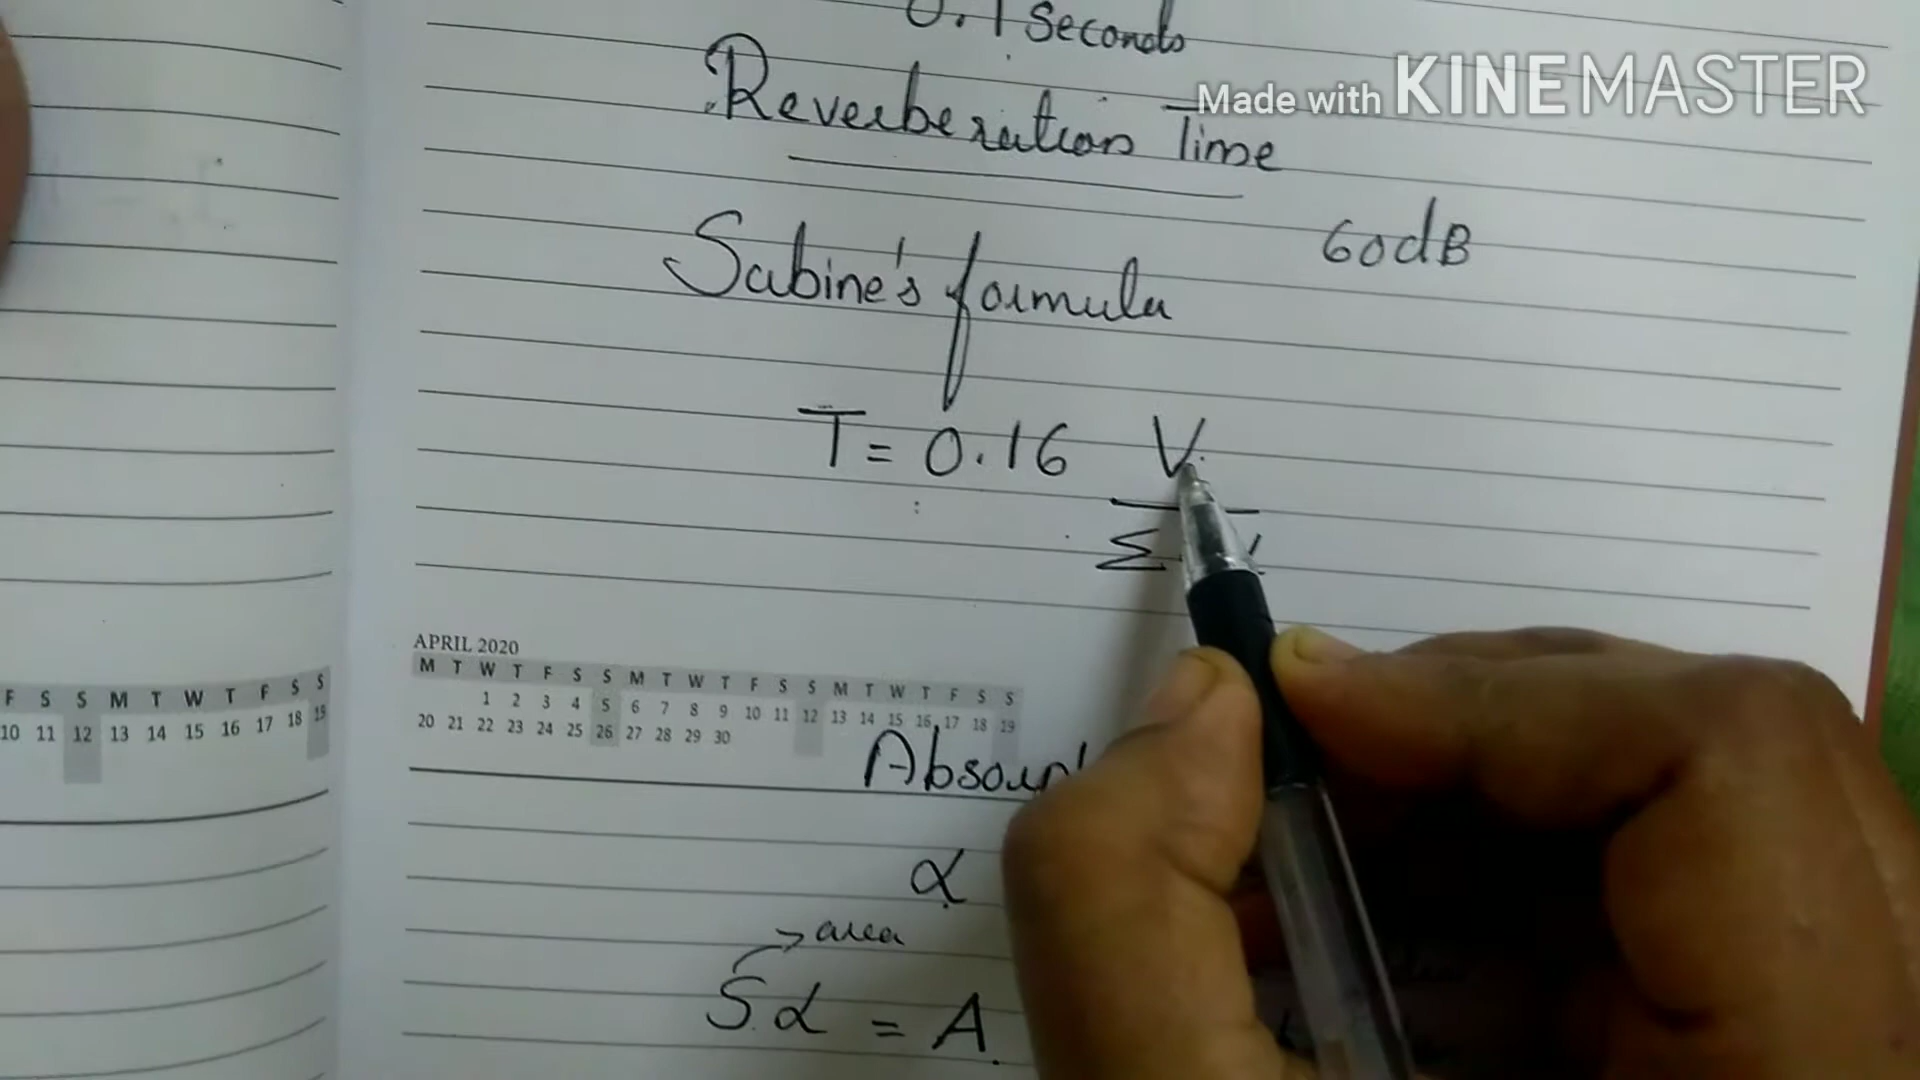 0.1 seconds
Made with KINEMASTER
Reverberation Time
60dB
Sabine's formula
T = 0.16 V
Σ
APRIL 2020
M T W T F S S M T W T F S S M T W T F S S
1 2 3 4 5 6 7 8 9 10 11 12 13 14 15 16 17 18 19
20 21 22 23 24 25 26 27 28 29 30
F S S M T W T F S S
10 11 12 13 14 15 16 17 18 19
α
area
Sα = A